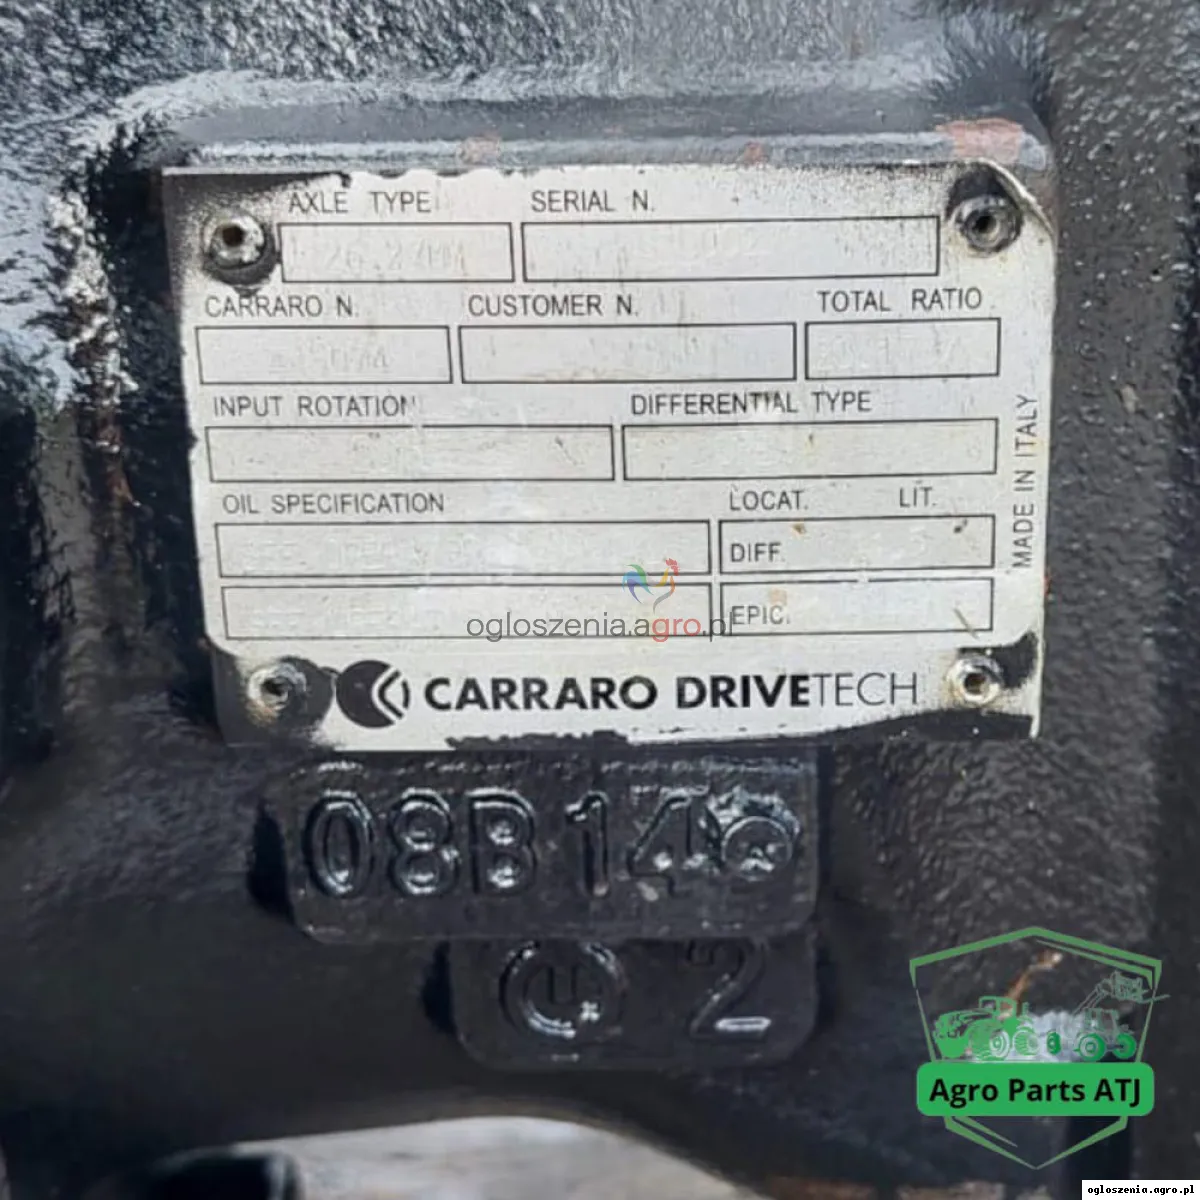 AXLE TYPE SERIAL N.
CARRARO N. CUSTOMER N. TOTAL RATIO
INPUT ROTATION DIFFERENTIAL TYPE
OIL SPECIFICATION LOCAT. LIT.
DIFF.
EPIC.
MADE IN ITALY
ogloszenia.agro.pl
CARRARO DRIVETECH
08B14
2
Agro Parts ATJ
ogloszenia.agro.pl